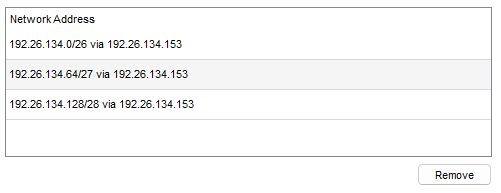 Network Address
192.26.134.0/26 via 192.26.134.153
192.26.134.64/27 via 192.26.134.153
192.26.134.128/28 via 192.26.134.153
Remove